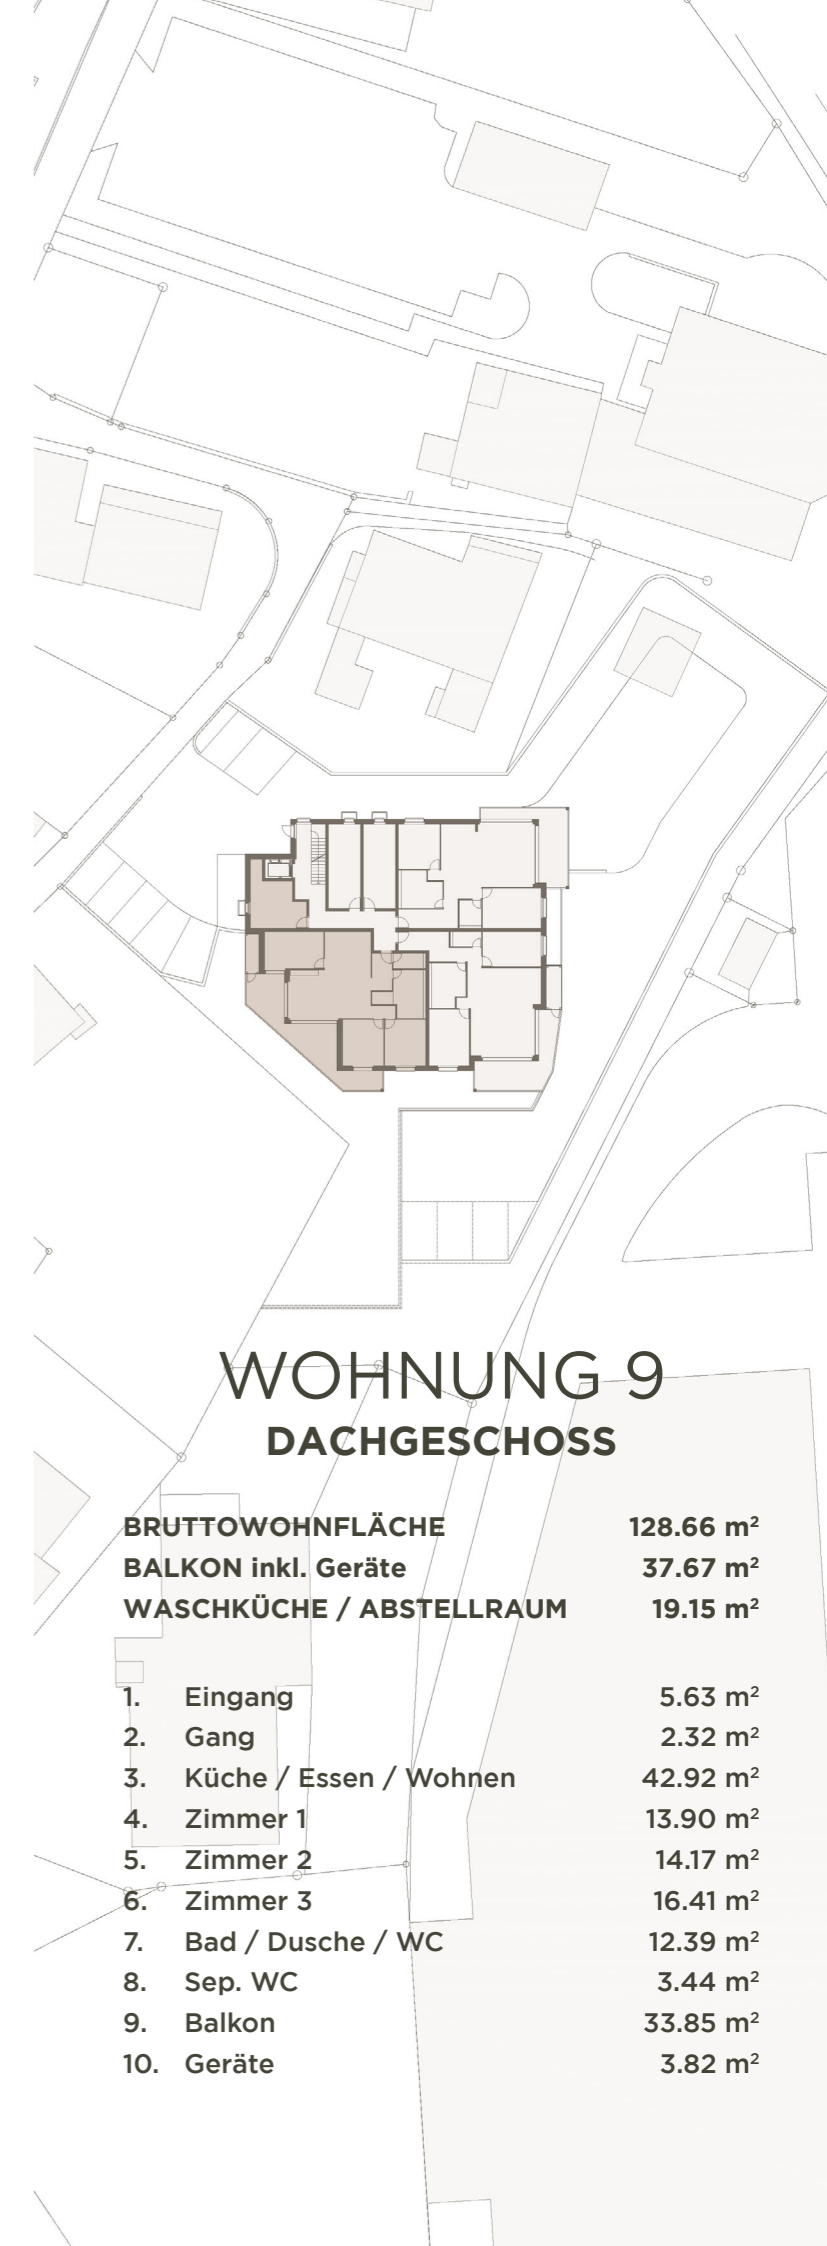 WOHNUNG 9
DACHGESCHOSS
BRUTTOWOHNFLÄCHE 128.66 m²
BALKON inkl. Geräte 37.67 m²
WASCHKÜCHE / ABSTELLRAUM 19.15 m²
1. Eingang 5.63 m²
2. Gang 2.32 m²
3. Küche / Essen / Wohnen 42.92 m²
4. Zimmer 1 13.90 m²
5. Zimmer 2 14.17 m²
6. Zimmer 3 16.41 m²
7. Bad / Dusche / WC 12.39 m²
8. Sep. WC 3.44 m²
9. Balkon 33.85 m²
10. Geräte 3.82 m²